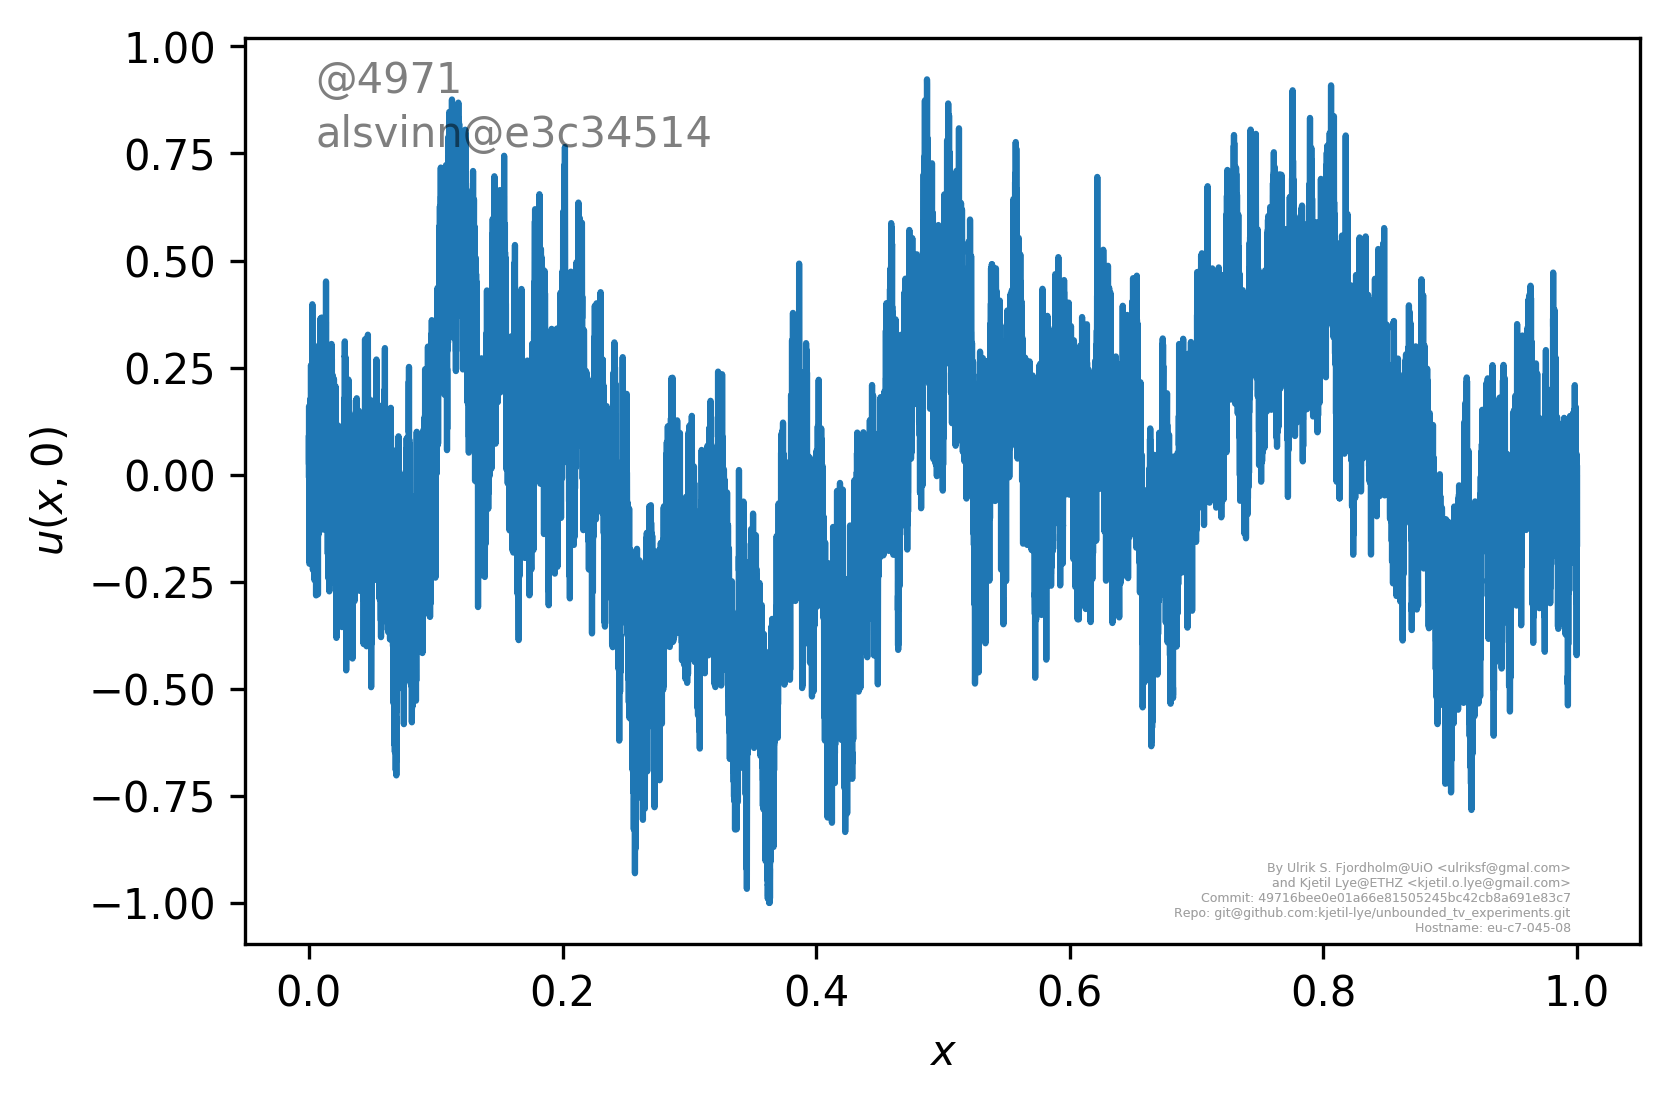 1.00
0.75
0.50
0.25
0.00
−0.25
−0.50
−0.75
−1.00
u(x, 0)
@4971
alsvinn@e3c34514
By Ulrik S. Fjordholm@UiO <ulriksf@gmal.com>
and Kjetil Lye@ETHZ <kjetil.o.lye@gmail.com>
Commit: 49716bee0e01a66e81505245bc42cb8a691e83c7
Repo: git@github.com:kjetil-lye/unbounded_tv_experiments.git
Hostname: eu-c7-045-08
0.0 0.2 0.4 0.6 0.8 1.0
x